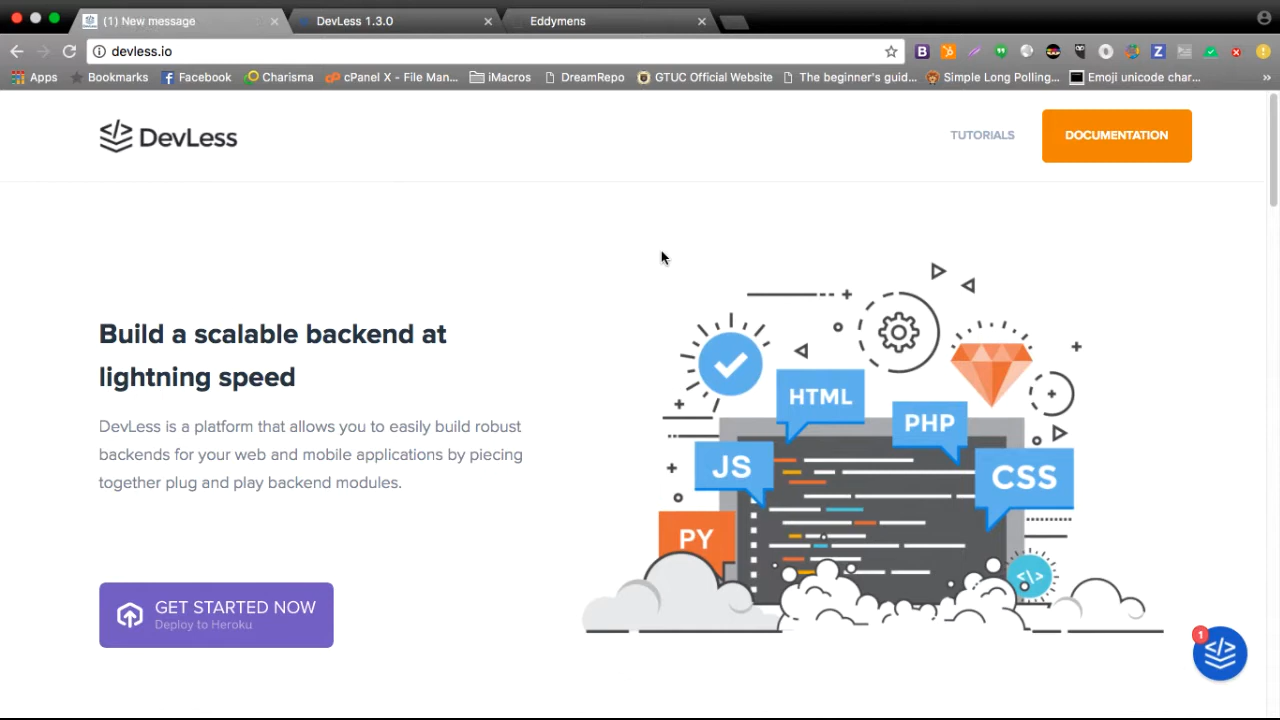 (1) New message
DevLess 1.3.0
Eddymens
devless.io
B
Z
Apps
Bookmarks
Facebook
Charisma
cPanel X - File Man...
iMacros
DreamRepo
GTUC Official Website
The beginner's guid...
Simple Long Polling...
Emoji unicode char...
»
DevLess
TUTORIALS
DOCUMENTATION
Build a scalable backend at
lightning speed
DevLess is a platform that allows you to easily build robust
backends for your web and mobile applications by piecing
together plug and play backend modules.
GET STARTED NOW
Deploy to Heroku
HTML
PHP
JS
CSS
PY
</>
1